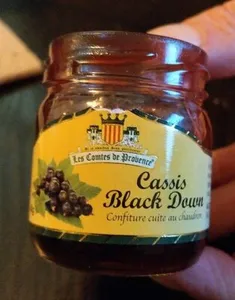 Les Comtes de Provence
Cassis
Black Down
Confiture cuite au chaudron